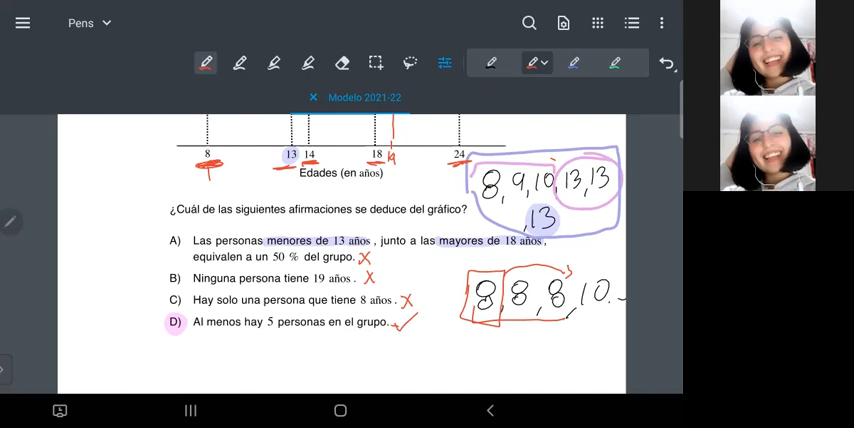 Pens
Modelo 2021-22
8 13 14 18 19 24
Edades (en años)
8, 9, 10, 13, 13
, 13
¿Cuál de las siguientes afirmaciones se deduce del gráfico?
A) Las personas menores de 13 años , junto a las mayores de 18 años,
equivalen a un 50 % del grupo. x
B) Ninguna persona tiene 19 años. x
C) Hay solo una persona que tiene 8 años. x
D) Al menos hay 5 personas en el grupo. ✓
8, 8, 8, 10...